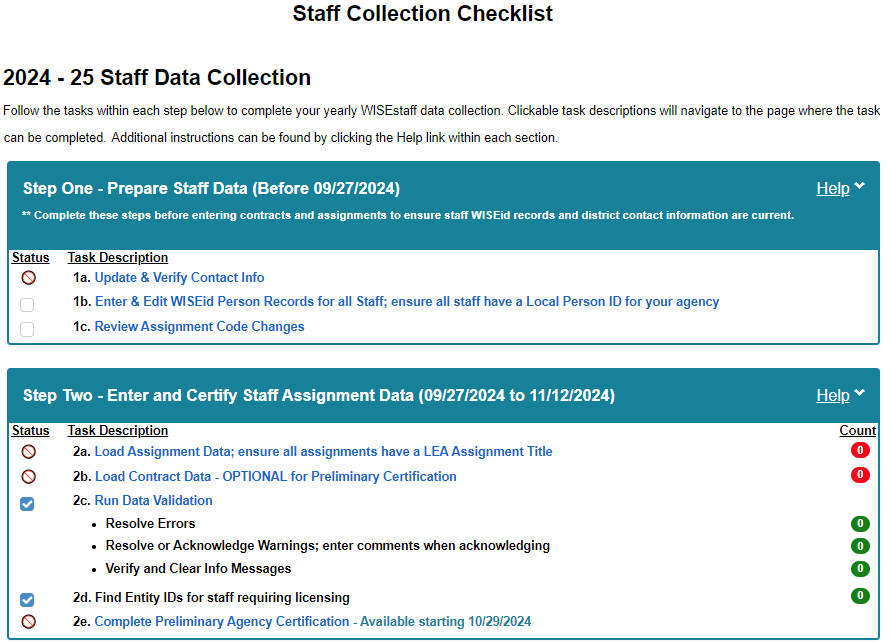 Staff Collection Checklist
2024 - 25 Staff Data Collection
Follow the tasks within each step below to complete your yearly WISEstaff data collection. Clickable task descriptions will navigate to the page where the task
can be completed. Additional instructions can be found by clicking the Help link within each section.
Step One - Prepare Staff Data (Before 09/27/2024) Help
** Complete these steps before entering contracts and assignments to ensure staff WISEid records and district contact information are current.
Status Task Description
1a. Update & Verify Contact Info
1b. Enter & Edit WISEid Person Records for all Staff; ensure all staff have a Local Person ID for your agency
1c. Review Assignment Code Changes
Step Two - Enter and Certify Staff Assignment Data (09/27/2024 to 11/12/2024) Help
Status Task Description Count
2a. Load Assignment Data; ensure all assignments have a LEA Assignment Title 0
2b. Load Contract Data - OPTIONAL for Preliminary Certification 0
2c. Run Data Validation
• Resolve Errors 0
• Resolve or Acknowledge Warnings; enter comments when acknowledging 0
• Verify and Clear Info Messages 0
2d. Find Entity IDs for staff requiring licensing 0
2e. Complete Preliminary Agency Certification - Available starting 10/29/2024